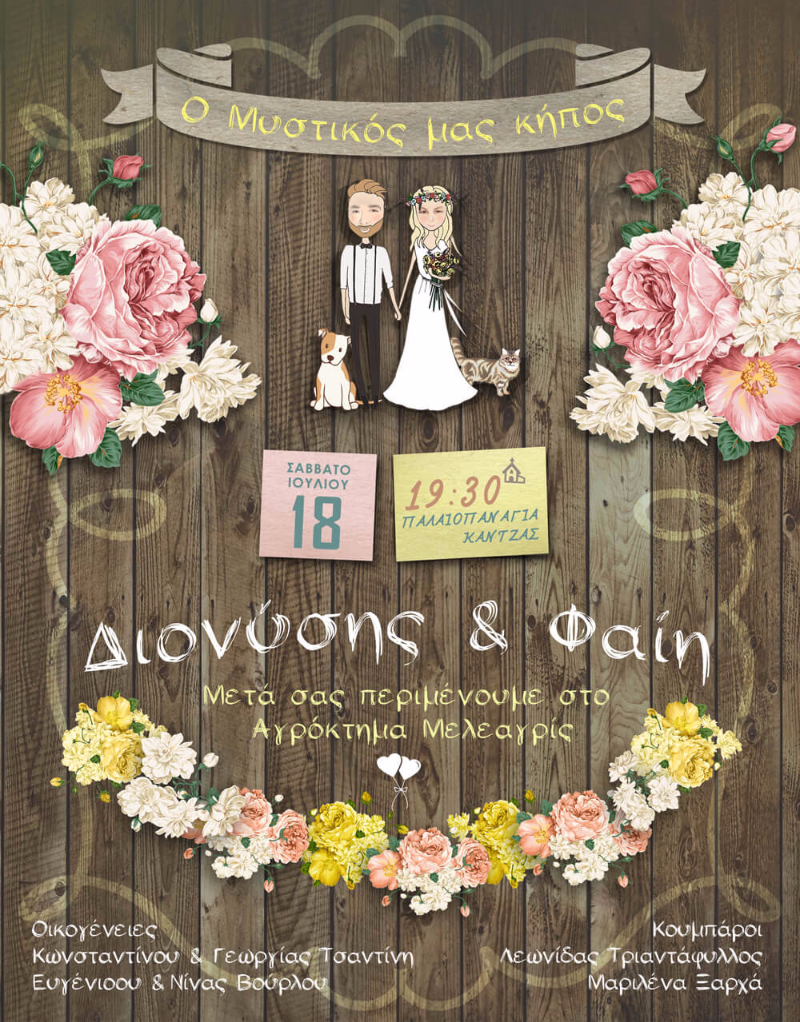 Ο Μυστικός μας κήπος
ΣΑΒΒΑΤΟ
ΙΟΥΛΙΟΥ
18
19:30
ΠΑΛΑΙΟΠΑΝΑΓΙΑ
ΚΑΝΤΖΑΣ
Διονύσης & Φαίη
Μετά σας περιμένουμε στο
Αγρόκτημα Μελεαγρίς
Οικογένειες
Κωνσταντίνου & Γεωργίας Τσαντίνη
Ευγένιοου & Νίνας Βούρλου
Κουμπάροι
Λεωνίδας Τριαντάφυλλος
Μαριλένα Ξαρχά